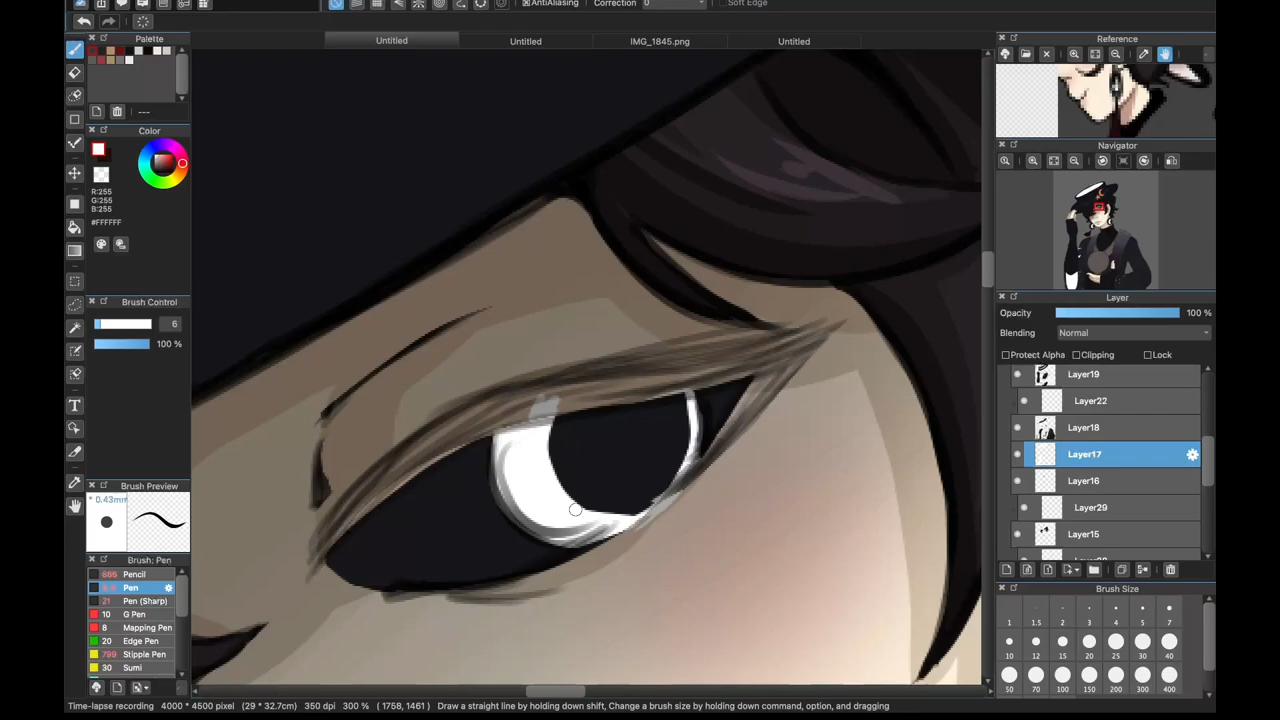 AntiAliasing Correction 0 Soft Edge
Untitled Untitled IMG_1845.png Untitled
Palette
---
Color
R:255
G:255
B:255
#FFFFFF
Brush Control
6
100 %
Brush Preview
* 0.43mm
Brush; Pen
Pencil
Pen
21 Pen (Sharp)
10 G Pen
8 Mapping Pen
20 Edge Pen
799 Stipple Pen
30 Sumi
Reference
Navigator
Layer
Opacity 100 %
Blending Normal
Protect Alpha Clipping Lock
Layer19
Layer22
Layer18
Layer17
Layer16
Layer29
Layer15
Brush Size
1 1.5 2 3 4 5 7
10 12 15 20 25 30 40
50 70 100 150 200 300 400
Time-lapse recording 4000 * 4500 pixel (29 * 32.7cm) 350 dpi 300 % ( 1758, 1461 ) Draw a straight line by holding down shift, Change a brush size by holding down command, option, and dragging